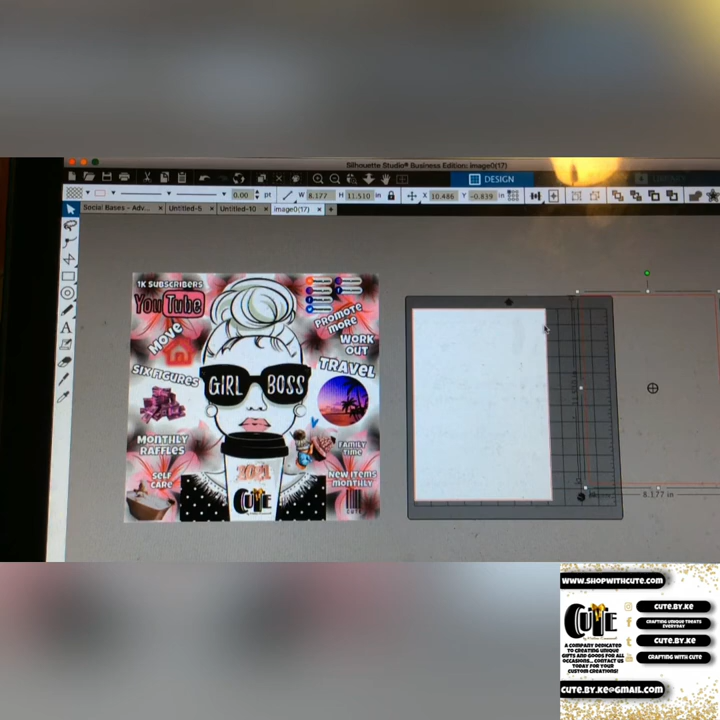 Silhouette Studio® Business Edition: image0(17)
DESIGN
LIBRARY
0.00 pt W 8.177 H 11.510 in X 10.486 Y -0.839 in
Social Bases - Adv... Untitled-5 Untitled-10 image0(17)
1K SUBSCRIBERS
YouTube
MOVE
SIX FIGURES
MONTHLY
RAFFLES
SELF
CARE
GIRL BOSS
2021
CUTE
PROMOTE
MORE
WORK
OUT
TRAVEL
FAMILY
TIME
NEW ITEMS
MONTHLY
8.177 in
WWW.SHOPWITHCUTE.COM
CUTE
A COMPANY DEDICATED
TO CREATING UNIQUE
GIFTS AND GOODS FOR ALL
OCCASIONS... CONTACT US
TODAY FOR YOUR
CUSTOM CREATIONS!
CUTE.BY.KE
CRAFTING UNIQUE TREATS
EVERYDAY
CUTE.BY.KE
CRAFTING WITH CUTE
CUTE.BY.KE@GMAIL.COM